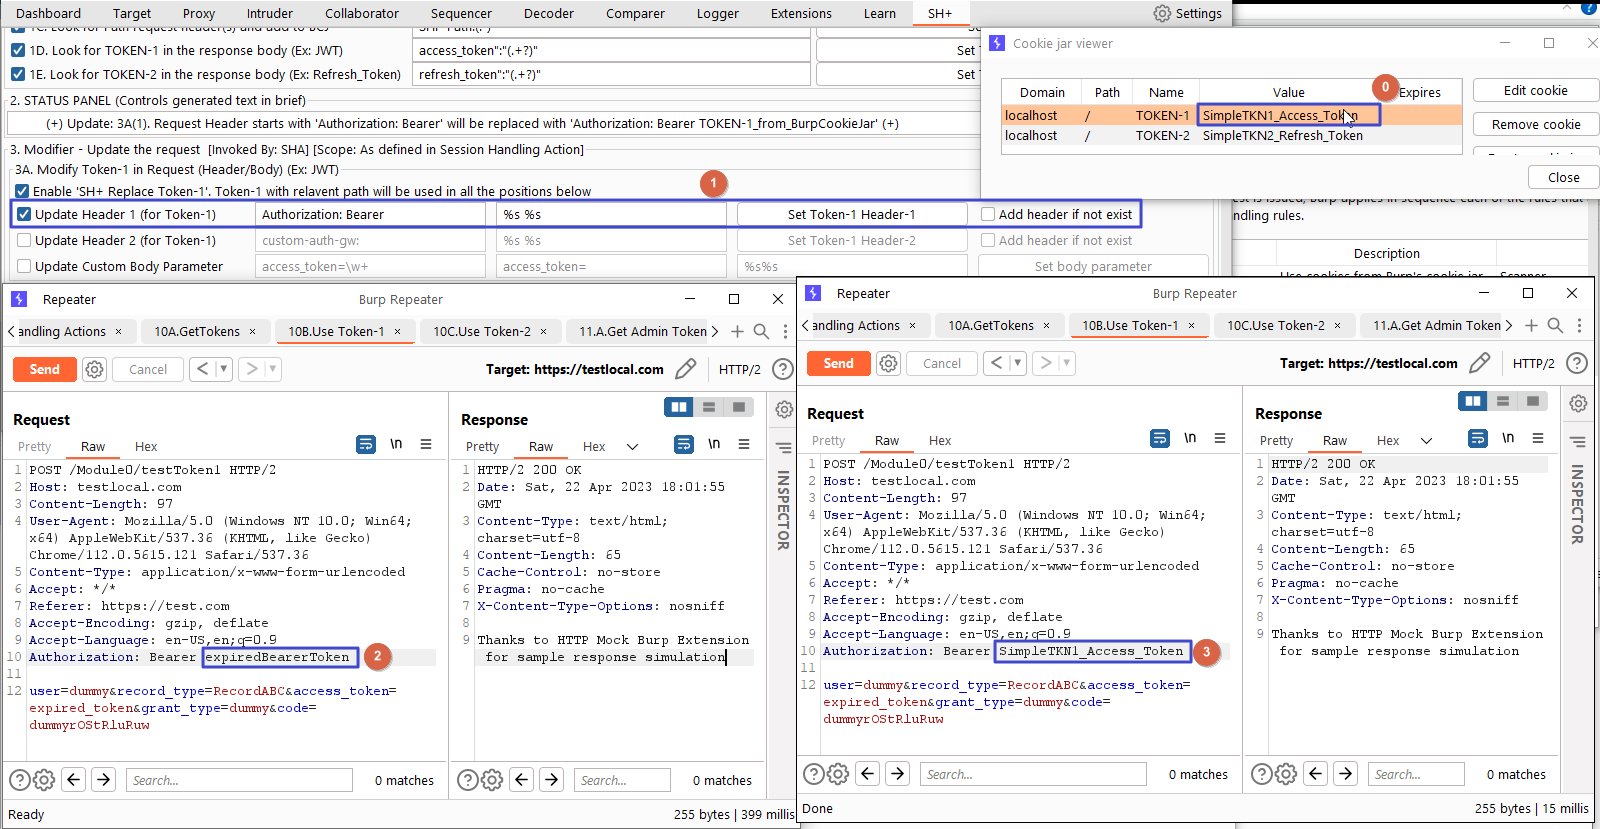 Dashboard Target Proxy Intruder Collaborator Sequencer Decoder Comparer Logger Extensions Learn SH+ Settings
1D. Look for TOKEN-1 in the response body (Ex: JWT) access_token":"(.+?)" Set T
1E. Look for TOKEN-2 in the response body (Ex: Refresh_Token) refresh_token":"(.+?)" Set T
2. STATUS PANEL (Controls generated text in brief)
(+) Update: 3A(1). Request Header starts with 'Authorization: Bearer' will be replaced with 'Authorization: Bearer TOKEN-1_from_BurpCookieJar' (+)
3. Modifier - Update the request [Invoked By: SHA] [Scope: As defined in Session Handling Action]
3A. Modify Token-1 in Request (Header/Body) (Ex: JWT)
Enable 'SH+ Replace Token-1'. Token-1 with relavent path will be used in all the positions below
1
Update Header 1 (for Token-1) Authorization: Bearer %s %s Set Token-1 Header-1 Add header if not exist
Update Header 2 (for Token-1) custom-auth-gw: %s %s Set Token-1 Header-2 Add header if not exist
Update Custom Body Parameter access_token=\w+ access_token= %s%s Set body parameter
Cookie jar viewer
0
Domain Path Name Value Expires
localhost / TOKEN-1 SimpleTKN1_Access_Token
localhost / TOKEN-2 SimpleTKN2_Refresh_Token
Edit cookie
Remove cookie
Close
ndling rules.
Description
Use cookies from Burp's cookie jar Scanner
Repeater Burp Repeater
andling Actions × 10A.GetTokens × 10B.Use Token-1 × 10C.Use Token-2 × 11.A.Get Admin Token
Send Cancel < > Target: https://testlocal.com HTTP/2
Request
Pretty Raw Hex \n
1 POST /Module0/testToken1 HTTP/2
2 Host: testlocal.com
3 Content-Length: 97
4 User-Agent: Mozilla/5.0 (Windows NT 10.0; Win64;
x64) AppleWebKit/537.36 (KHTML, like Gecko)
Chrome/112.0.5615.121 Safari/537.36
5 Content-Type: application/x-www-form-urlencoded
6 Accept: */*
7 Referer: https://test.com
8 Accept-Encoding: gzip, deflate
9 Accept-Language: en-US,en;q=0.9
10 Authorization: Bearer expiredBearerToken 2
11
12 user=dummy&record_type=RecordABC&access_token=
expired_token&grant_type=dummy&code=
dummyrOStRluRuw
Search... 0 matches
Response
Pretty Raw Hex \n
1 HTTP/2 200 OK
2 Date: Sat, 22 Apr 2023 18:01:55
GMT
3 Content-Type: text/html;
charset=utf-8
4 Content-Length: 65
5 Cache-Control: no-store
6 Pragma: no-cache
7 X-Content-Type-Options: nosniff
8
9 Thanks to HTTP Mock Burp Extension
for sample response simulation
Search... 0 matches
INSPECTOR
Ready 255 bytes | 399 millis
Repeater Burp Repeater
andling Actions × 10A.GetTokens × 10B.Use Token-1 × 10C.Use Token-2 × 11.A.Get Admin Token
Send Cancel < > Target: https://testlocal.com HTTP/2
Request
Pretty Raw Hex \n
1 POST /Module0/testToken1 HTTP/2
2 Host: testlocal.com
3 Content-Length: 97
4 User-Agent: Mozilla/5.0 (Windows NT 10.0; Win64;
x64) AppleWebKit/537.36 (KHTML, like Gecko)
Chrome/112.0.5615.121 Safari/537.36
5 Content-Type: application/x-www-form-urlencoded
6 Accept: */*
7 Referer: https://test.com
8 Accept-Encoding: gzip, deflate
9 Accept-Language: en-US,en;q=0.9
10 Authorization: Bearer SimpleTKN1_Access_Token 3
11
12 user=dummy&record_type=RecordABC&access_token=
expired_token&grant_type=dummy&code=
dummyrOStRluRuw
Search... 0 matches
Response
Pretty Raw Hex \n
1 HTTP/2 200 OK
2 Date: Sat, 22 Apr 2023 18:01:55
GMT
3 Content-Type: text/html;
charset=utf-8
4 Content-Length: 65
5 Cache-Control: no-store
6 Pragma: no-cache
7 X-Content-Type-Options: nosniff
8
9 Thanks to HTTP Mock Burp Extension
for sample response simulation
Search... 0 matches
INSPECTOR
Done 255 bytes | 15 millis